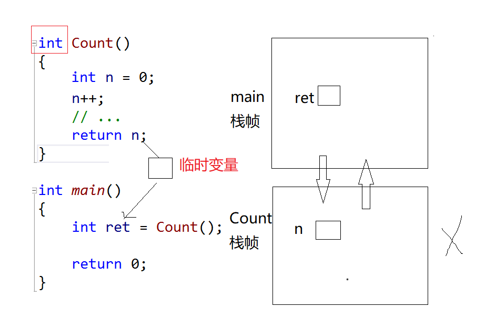 int Count()
{
int n = 0;
n++;
// ...
return n;
}
临时变量
int main()
{
int ret = Count();
return 0;
}
main
栈帧
ret
Count
栈帧
n